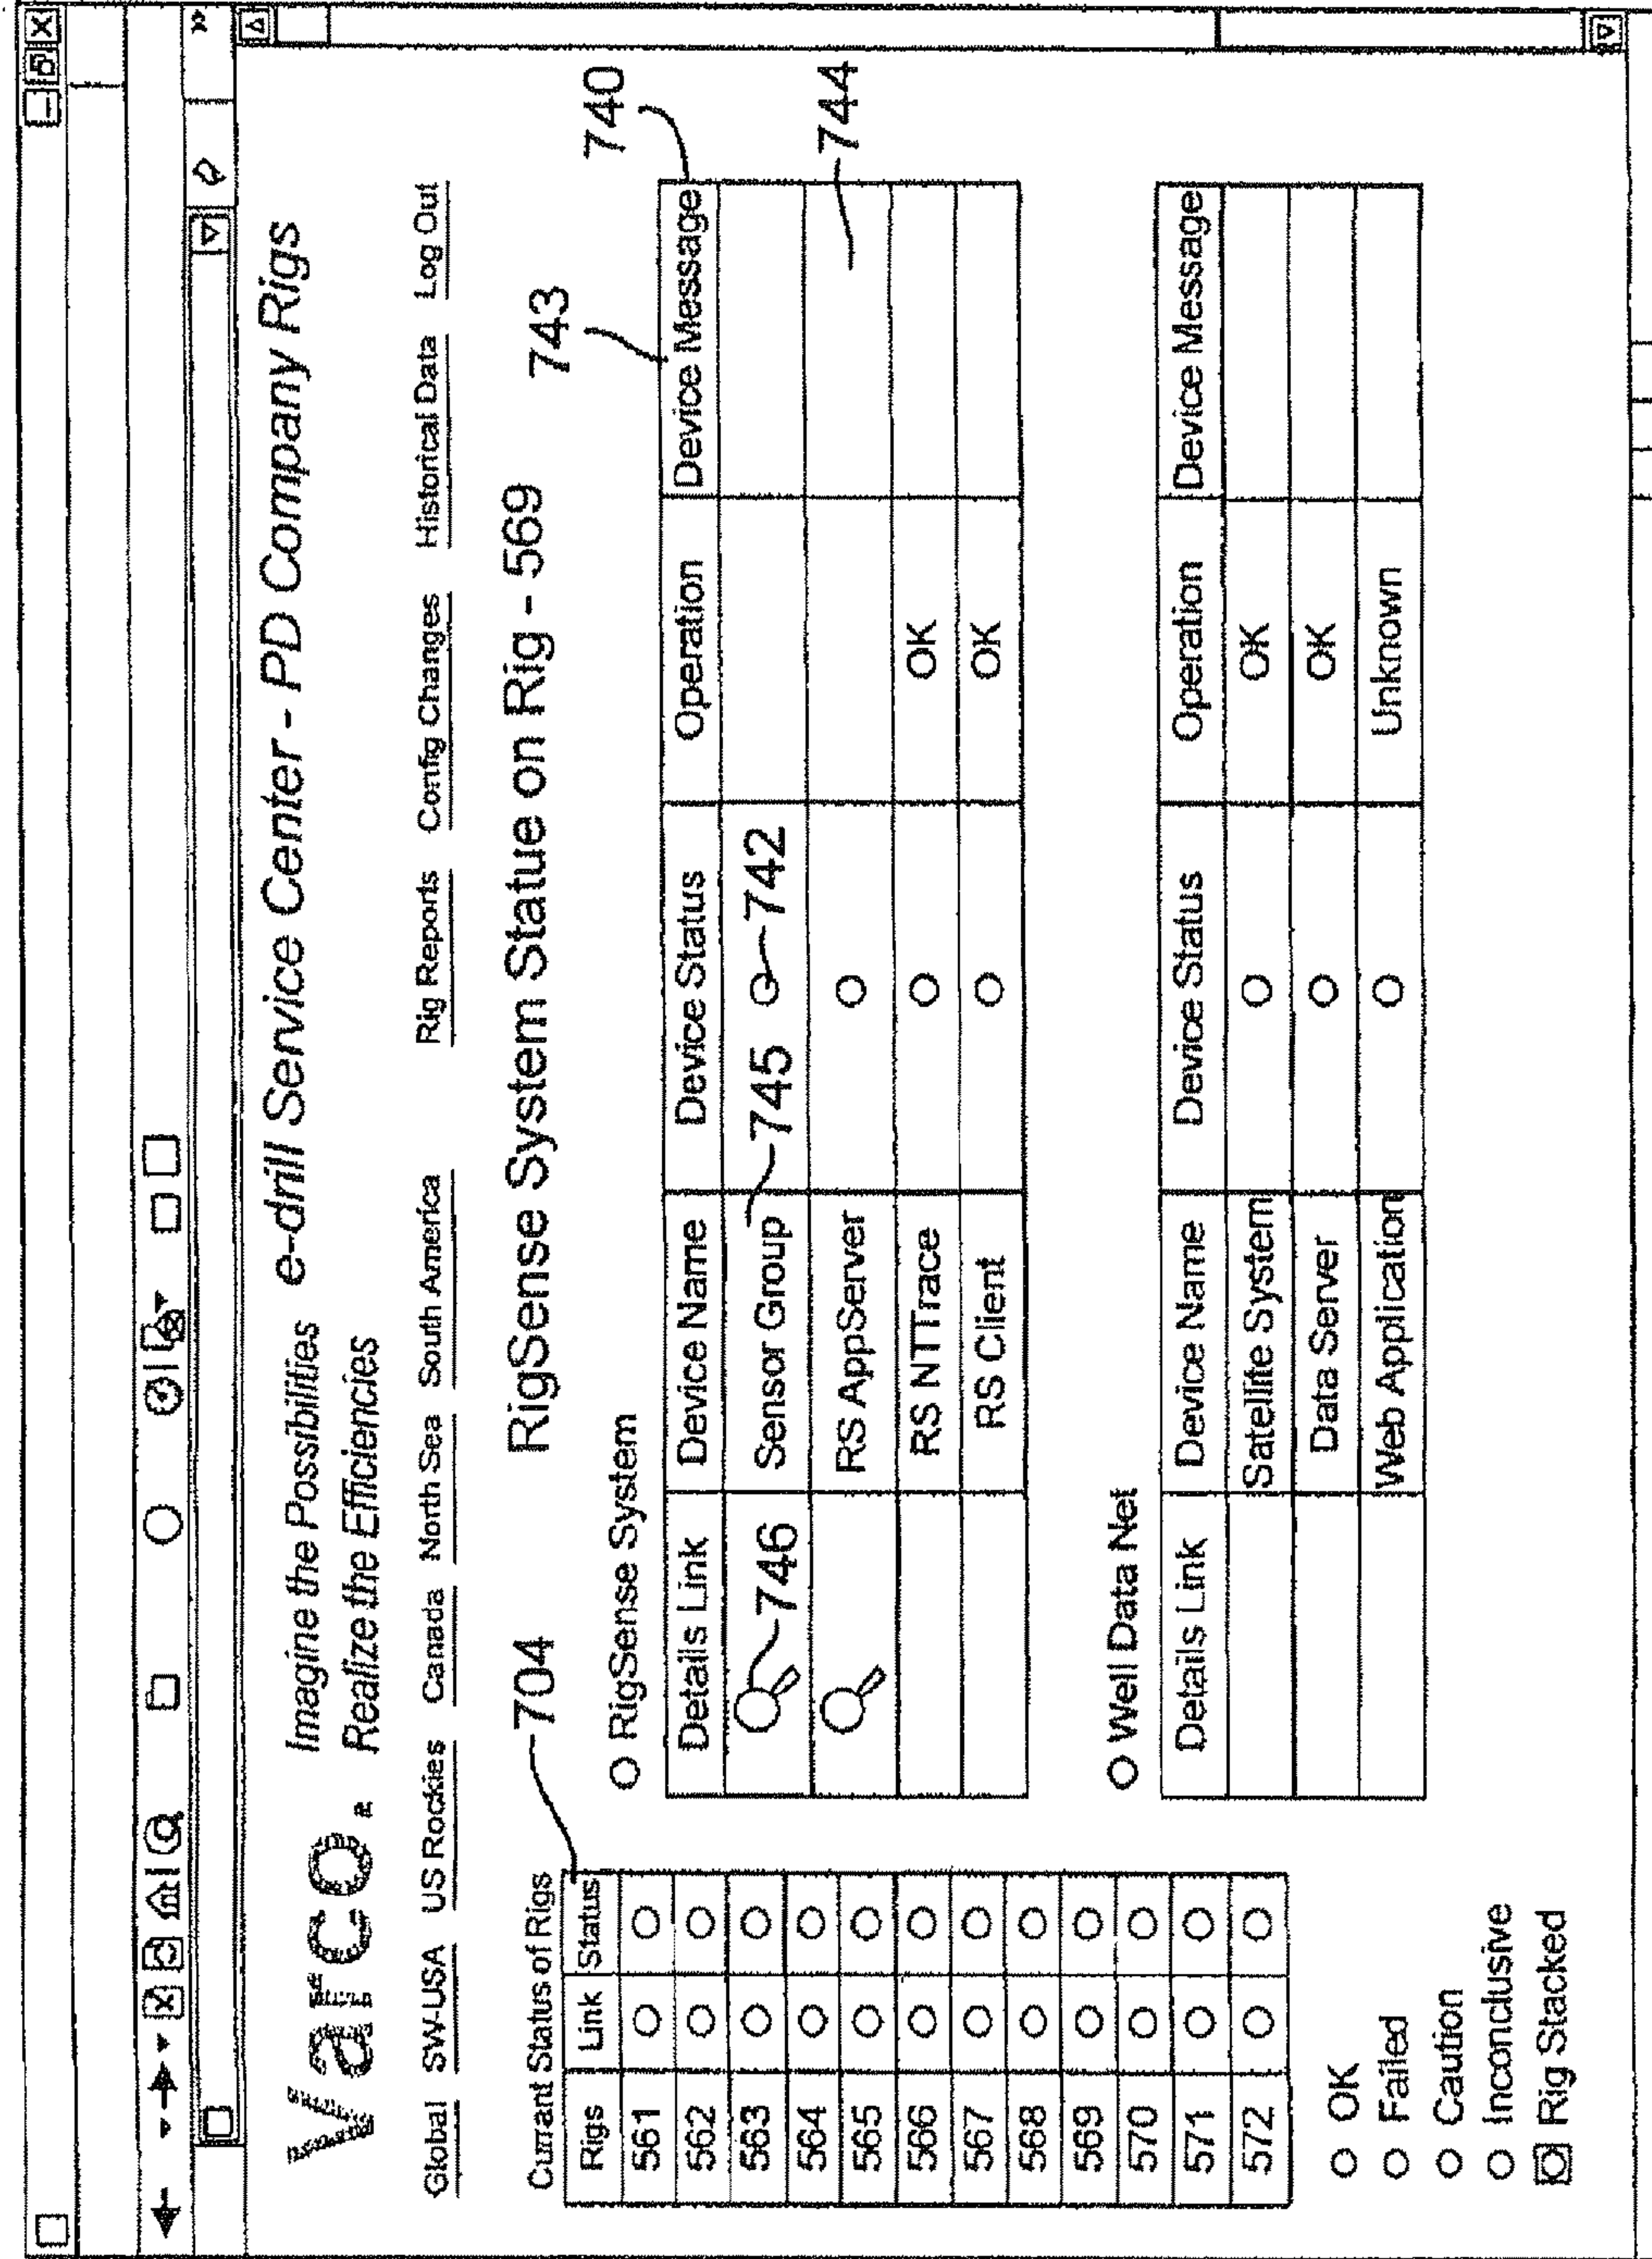 Varco
Imagine the Possibilities
Realize the Efficiencies
e-drill Service Center - PD Company Rigs
Global SW-USA US Rockies Canada North Sea South America Rig Reports Config Changes Historical Data Log Out
RigSense System Statue on Rig - 569
704
743
740
Currant Status of Rigs
Rigs Link Status
561
562
563
564
565
566
567
568
569
570
571
572
OK
Failed
Caution
Inconclusive
Rig Stacked
RigSense System
Details Link Device Name Device Status Operation Device Message
746 Sensor Group 745 742
RS AppServer 744
RS NTTrace OK
RS Client OK
Well Data Net
Details Link Device Name Device Status Operation Device Message
Satellite System OK
Data Server OK
Web Application Unknown